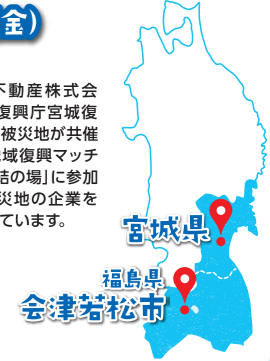 (金)
不動産株式会
復興庁宮城復
被災地が共催
域復興マッチ
結の場」に参加
災地の企業を
ています。
宮城県
福島県
会津若松市